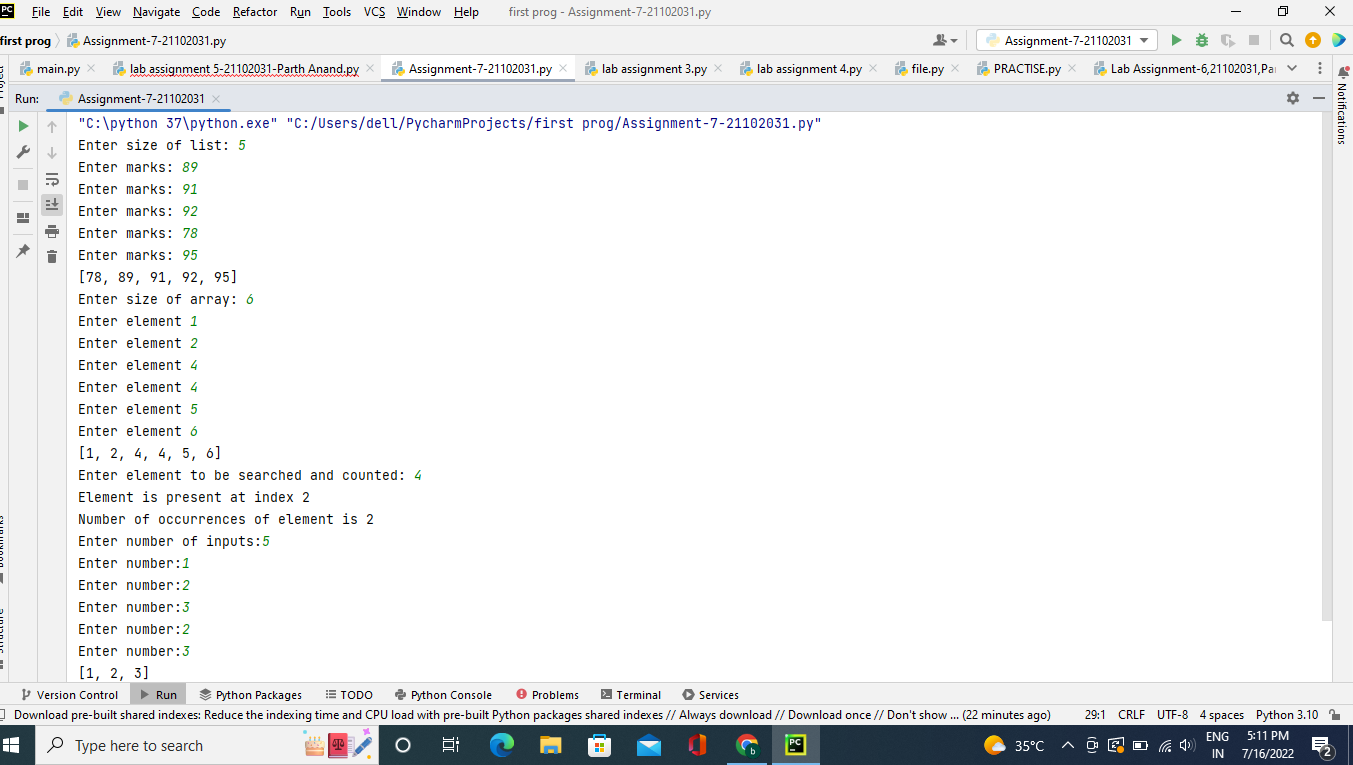 PC File Edit View Navigate Code Refactor Run Tools VCS Window Help first prog - Assignment-7-21102031.py
first prog Assignment-7-21102031.py Assignment-7-21102031
main.py lab assignment 5-21102031-Parth Anand.py Assignment-7-21102031.py lab assignment 3.py lab assignment 4.py file.py PRACTISE.py Lab Assignment-6,21102031,Pa
Run: Assignment-7-21102031
Notifications
"C:\python 37\python.exe" "C:/Users/dell/PycharmProjects/first prog/Assignment-7-21102031.py"
Enter size of list: 5
Enter marks: 89
Enter marks: 91
Enter marks: 92
Enter marks: 78
Enter marks: 95
[78, 89, 91, 92, 95]
Enter size of array: 6
Enter element 1
Enter element 2
Enter element 4
Enter element 4
Enter element 5
Enter element 6
[1, 2, 4, 4, 5, 6]
Enter element to be searched and counted: 4
Element is present at index 2
Number of occurrences of element is 2
Enter number of inputs:5
Enter number:1
Enter number:2
Enter number:3
Enter number:2
Enter number:3
[1, 2, 3]
Version Control Run Python Packages TODO Python Console Problems Terminal Services
Download pre-built shared indexes: Reduce the indexing time and CPU load with pre-built Python packages shared indexes // Always download // Download once // Don't show ... (22 minutes ago) 29:1 CRLF UTF-8 4 spaces Python 3.10
Type here to search 35°C ENG 5:11 PM
IN 7/16/2022 2